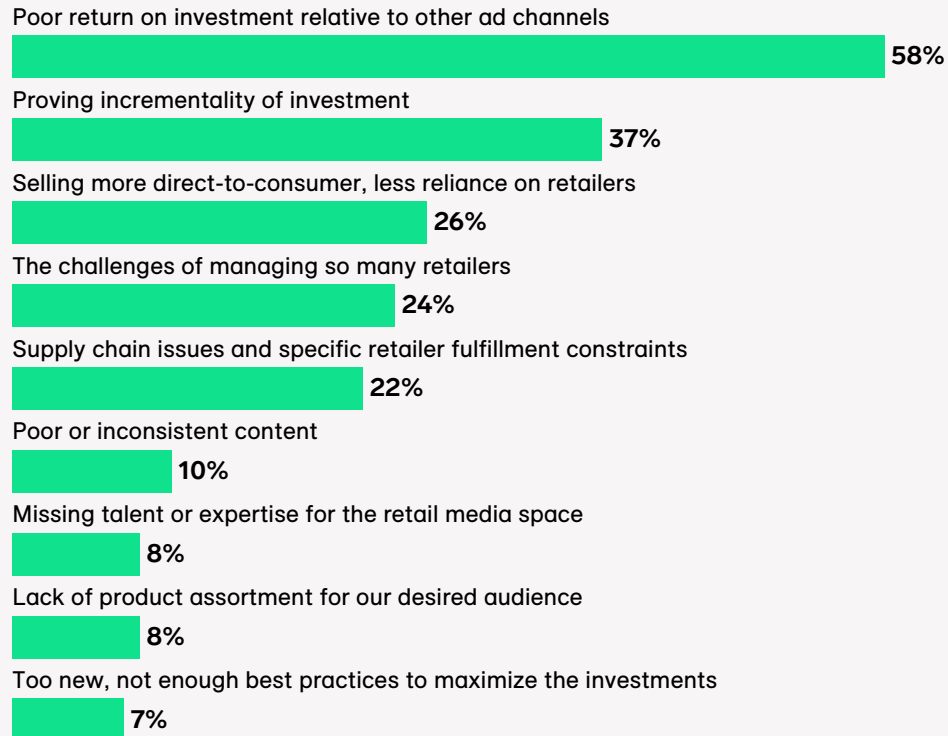 Poor return on investment relative to other ad channels
58%
Proving incrementality of investment
37%
Selling more direct-to-consumer, less reliance on retailers
26%
The challenges of managing so many retailers
24%
Supply chain issues and specific retailer fulfillment constraints
22%
Poor or inconsistent content
10%
Missing talent or expertise for the retail media space
8%
Lack of product assortment for our desired audience
8%
Too new, not enough best practices to maximize the investments
7%